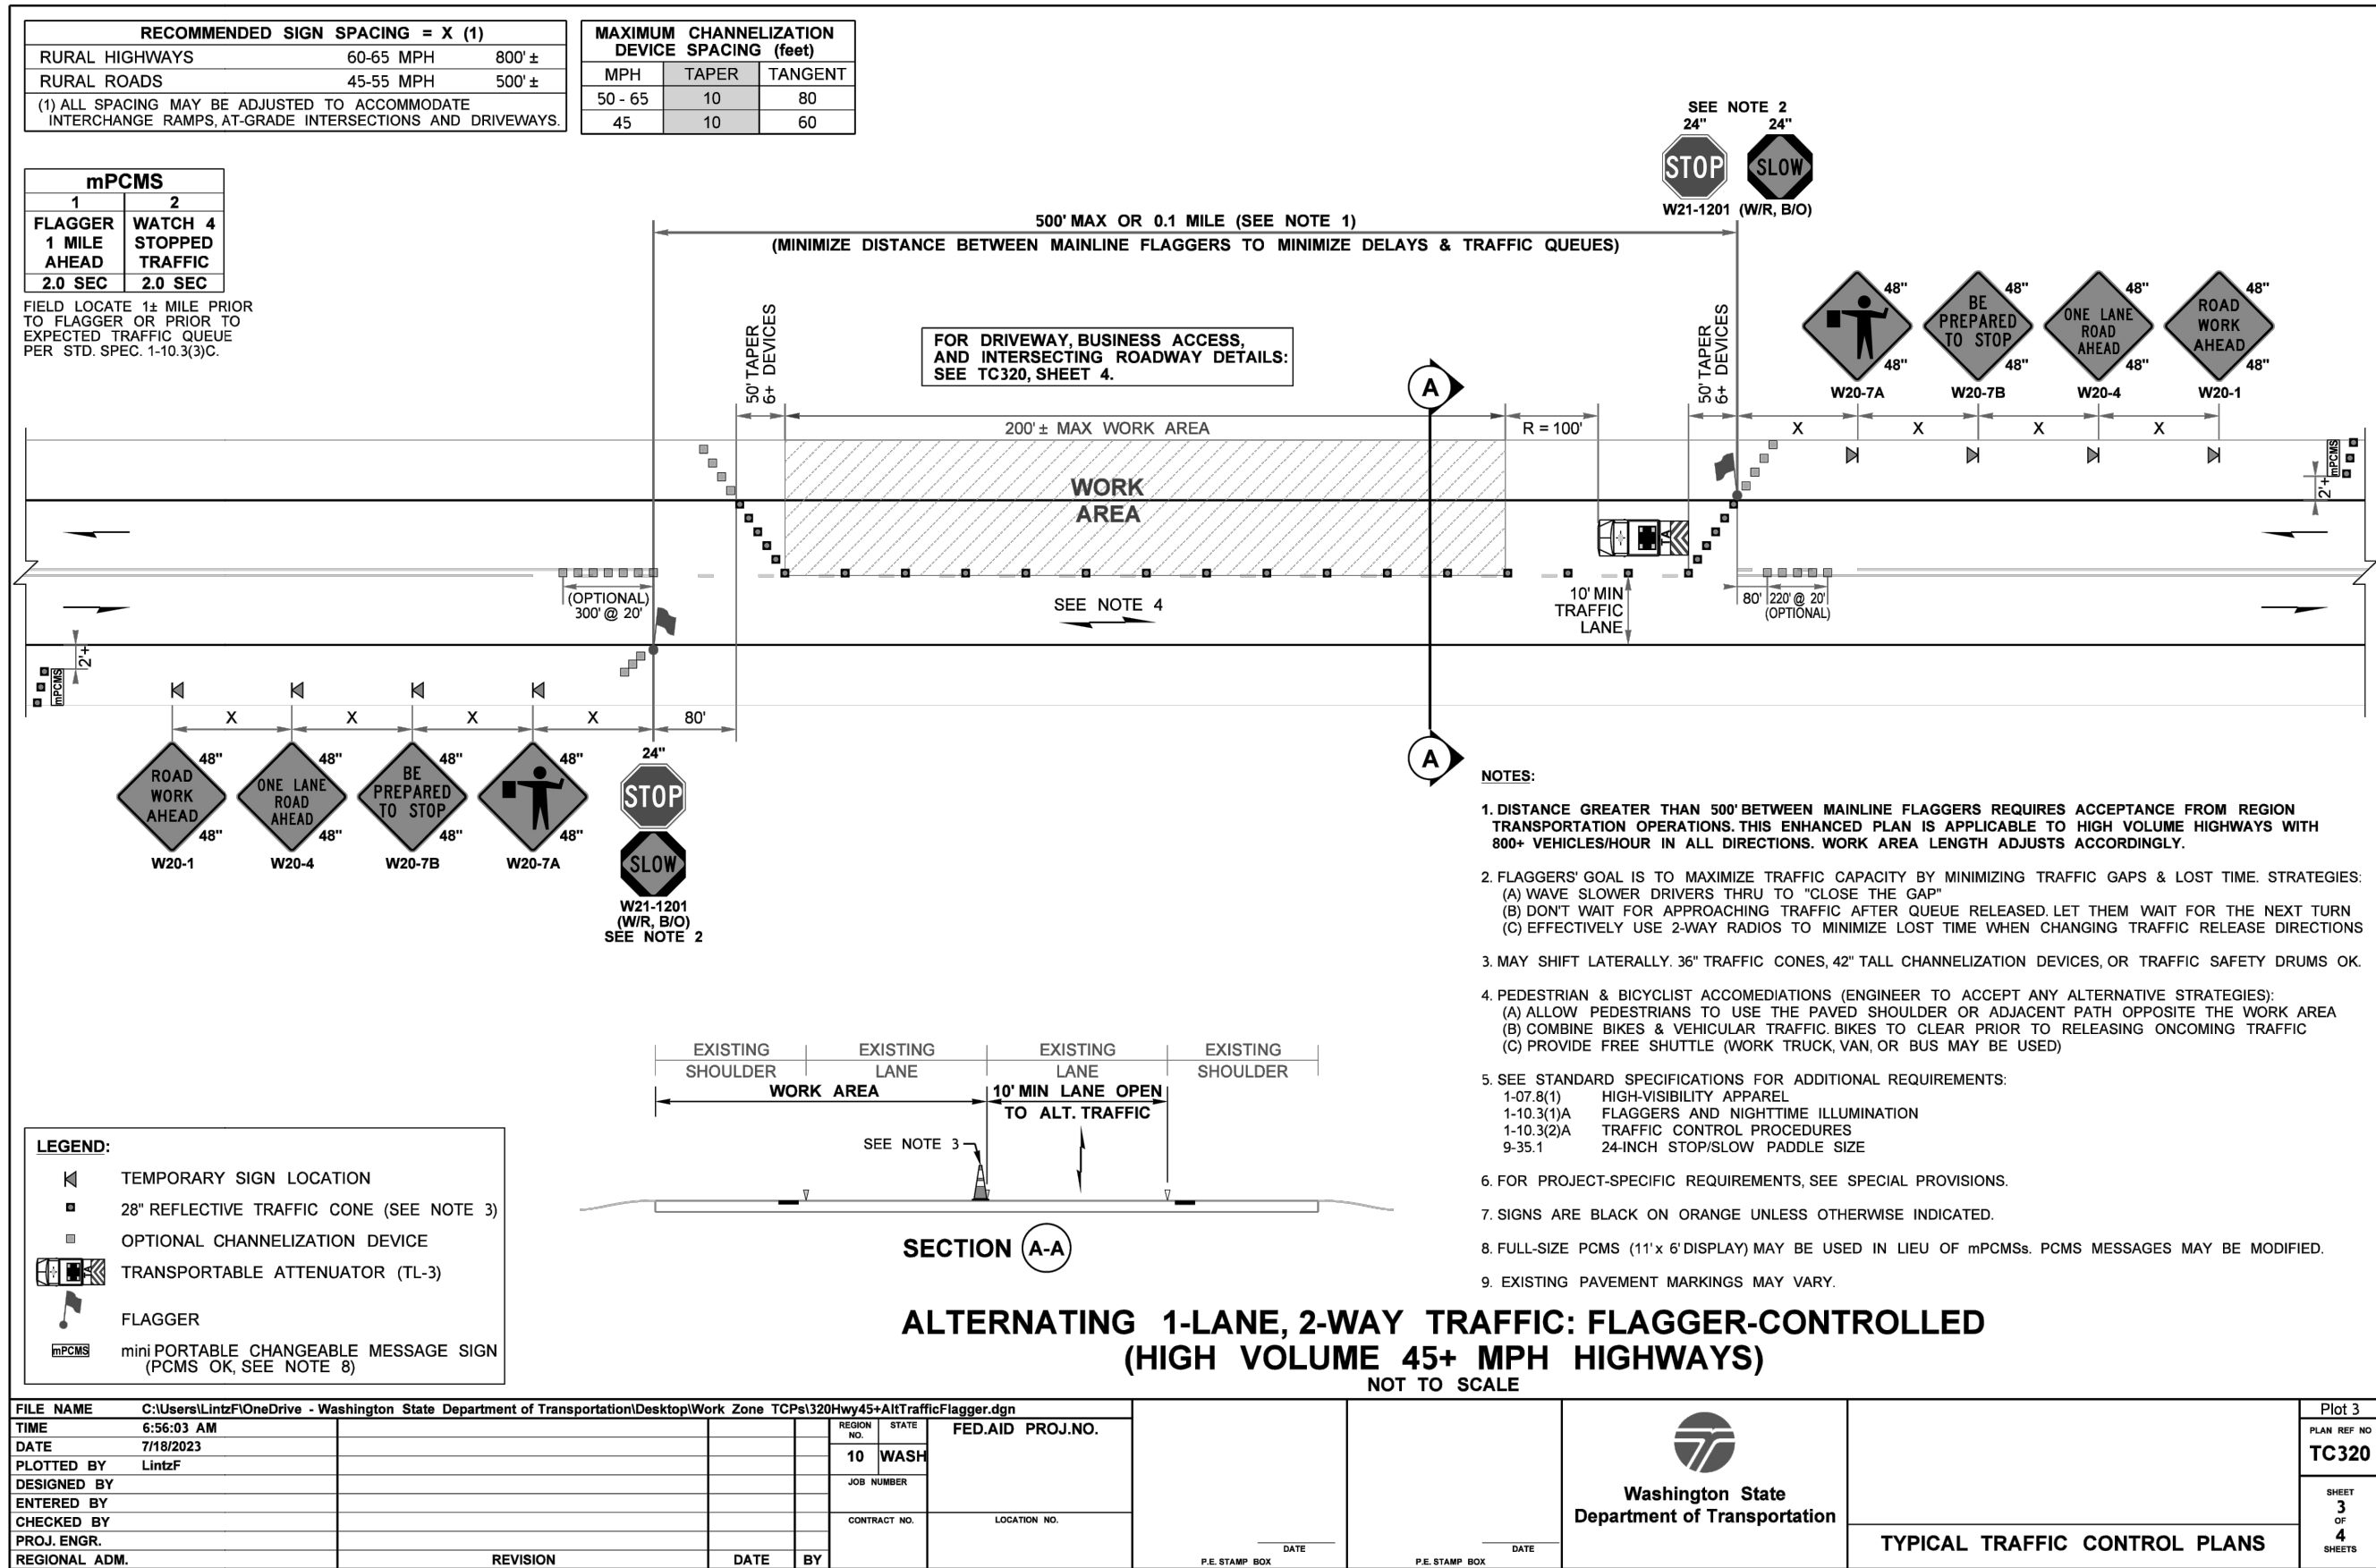 RECOMMENDED SIGN SPACING = X (1)
RURAL HIGHWAYS 60-65 MPH 800' ±
RURAL ROADS 45-55 MPH 500' ±
(1) ALL SPACING MAY BE ADJUSTED TO ACCOMMODATE
INTERCHANGE RAMPS, AT-GRADE INTERSECTIONS AND DRIVEWAYS.
MAXIMUM CHANNELIZATION
DEVICE SPACING (feet)
MPH TAPER TANGENT
50 - 65 10 80
45 10 60
mPCMS
1 2
FLAGGER WATCH 4
1 MILE STOPPED
AHEAD TRAFFIC
2.0 SEC 2.0 SEC
FIELD LOCATE 1± MILE PRIOR
TO FLAGGER OR PRIOR TO
EXPECTED TRAFFIC QUEUE
PER STD. SPEC. 1-10.3(3)C.
SEE NOTE 2
24" 24"
STOP SLOW
W21-1201 (W/R, B/O)
500' MAX OR 0.1 MILE (SEE NOTE 1)
(MINIMIZE DISTANCE BETWEEN MAINLINE FLAGGERS TO MINIMIZE DELAYS & TRAFFIC QUEUES)
50' TAPER
6+ DEVICES
FOR DRIVEWAY, BUSINESS ACCESS,
AND INTERSECTING ROADWAY DETAILS:
SEE TC320, SHEET 4.
A
50' TAPER
6+ DEVICES
48" 48" 48" 48"
BE
PREPARED
TO STOP
ONE LANE
ROAD
AHEAD
ROAD
WORK
AHEAD
48" 48" 48" 48"
W20-7A W20-7B W20-4 W20-1
200' ± MAX WORK AREA
R = 100'
X X X X
mPCMS
2'+
WORK
AREA
(OPTIONAL)
300' @ 20'
SEE NOTE 4
10' MIN
TRAFFIC
LANE
80' 220' @ 20'
(OPTIONAL)
TA
2'+
mPCMS
X X X X 80'
48" 48" 48" 48"
ROAD
WORK
AHEAD
ONE LANE
ROAD
AHEAD
BE
PREPARED
TO STOP
48" 48" 48" 48"
W20-1 W20-4 W20-7B W20-7A
24"
STOP
SLOW
W21-1201
(W/R, B/O)
SEE NOTE 2
A
NOTES:
1. DISTANCE GREATER THAN 500' BETWEEN MAINLINE FLAGGERS REQUIRES ACCEPTANCE FROM REGION
TRANSPORTATION OPERATIONS. THIS ENHANCED PLAN IS APPLICABLE TO HIGH VOLUME HIGHWAYS WITH
800+ VEHICLES/HOUR IN ALL DIRECTIONS. WORK AREA LENGTH ADJUSTS ACCORDINGLY.
2. FLAGGERS' GOAL IS TO MAXIMIZE TRAFFIC CAPACITY BY MINIMIZING TRAFFIC GAPS & LOST TIME. STRATEGIES:
(A) WAVE SLOWER DRIVERS THRU TO "CLOSE THE GAP"
(B) DON'T WAIT FOR APPROACHING TRAFFIC AFTER QUEUE RELEASED. LET THEM WAIT FOR THE NEXT TURN
(C) EFFECTIVELY USE 2-WAY RADIOS TO MINIMIZE LOST TIME WHEN CHANGING TRAFFIC RELEASE DIRECTIONS
3. MAY SHIFT LATERALLY. 36" TRAFFIC CONES, 42" TALL CHANNELIZATION DEVICES, OR TRAFFIC SAFETY DRUMS OK.
4. PEDESTRIAN & BICYCLIST ACCOMEDIATIONS (ENGINEER TO ACCEPT ANY ALTERNATIVE STRATEGIES):
(A) ALLOW PEDESTRIANS TO USE THE PAVED SHOULDER OR ADJACENT PATH OPPOSITE THE WORK AREA
(B) COMBINE BIKES & VEHICULAR TRAFFIC. BIKES TO CLEAR PRIOR TO RELEASING ONCOMING TRAFFIC
(C) PROVIDE FREE SHUTTLE (WORK TRUCK, VAN, OR BUS MAY BE USED)
5. SEE STANDARD SPECIFICATIONS FOR ADDITIONAL REQUIREMENTS:
1-07.8(1) HIGH-VISIBILITY APPAREL
1-10.3(1)A FLAGGERS AND NIGHTTIME ILLUMINATION
1-10.3(2)A TRAFFIC CONTROL PROCEDURES
9-35.1 24-INCH STOP/SLOW PADDLE SIZE
6. FOR PROJECT-SPECIFIC REQUIREMENTS, SEE SPECIAL PROVISIONS.
7. SIGNS ARE BLACK ON ORANGE UNLESS OTHERWISE INDICATED.
8. FULL-SIZE PCMS (11' x 6' DISPLAY) MAY BE USED IN LIEU OF mPCMSs. PCMS MESSAGES MAY BE MODIFIED.
9. EXISTING PAVEMENT MARKINGS MAY VARY.
EXISTING EXISTING EXISTING EXISTING
SHOULDER LANE LANE SHOULDER
WORK AREA 10' MIN LANE OPEN
TO ALT. TRAFFIC
SEE NOTE 3
SECTION A-A
LEGEND:
TEMPORARY SIGN LOCATION
28" REFLECTIVE TRAFFIC CONE (SEE NOTE 3)
OPTIONAL CHANNELIZATION DEVICE
TA TRANSPORTABLE ATTENUATOR (TL-3)
FLAGGER
mPCMS mini PORTABLE CHANGEABLE MESSAGE SIGN
(PCMS OK, SEE NOTE 8)
ALTERNATING 1-LANE, 2-WAY TRAFFIC: FLAGGER-CONTROLLED
(HIGH VOLUME 45+ MPH HIGHWAYS)
NOT TO SCALE
FILE NAME C:\Users\LintzF\OneDrive - Washington State Department of Transportation\Desktop\Work Zone TCPs\320Hwy45+AltTrafficFlagger.dgn
TIME 6:56:03 AM
DATE 7/18/2023
PLOTTED BY LintzF
DESIGNED BY
ENTERED BY
CHECKED BY
PROJ. ENGR.
REGIONAL ADM. REVISION DATE BY
REGION NO. STATE
10 WASH
JOB NUMBER
CONTRACT NO.
FED.AID PROJ.NO.
LOCATION NO.
DATE
P.E. STAMP BOX
DATE
P.E. STAMP BOX
Washington State
Department of Transportation
TYPICAL TRAFFIC CONTROL PLANS
Plot 3
PLAN REF NO
TC320
SHEET
3
OF
4
SHEETS